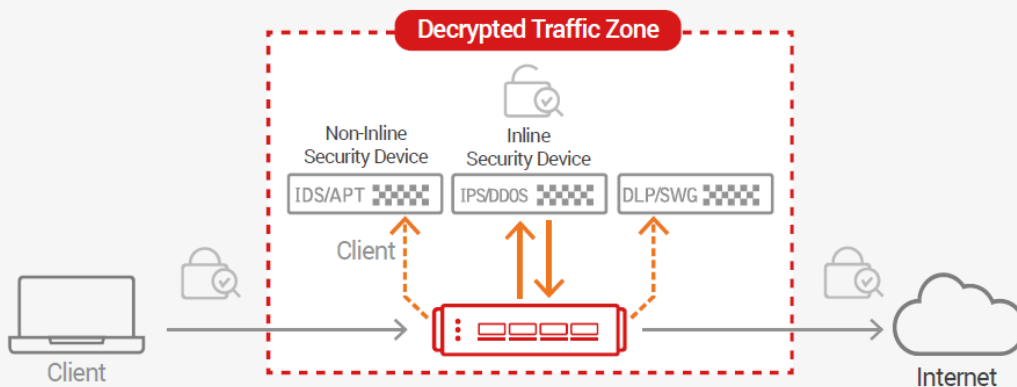 Decrypted Traffic Zone
Non-Inline
Security Device
Inline
Security Device
IDS/APT
IPS/DDOS
DLP/SWG
Client
Client
Internet